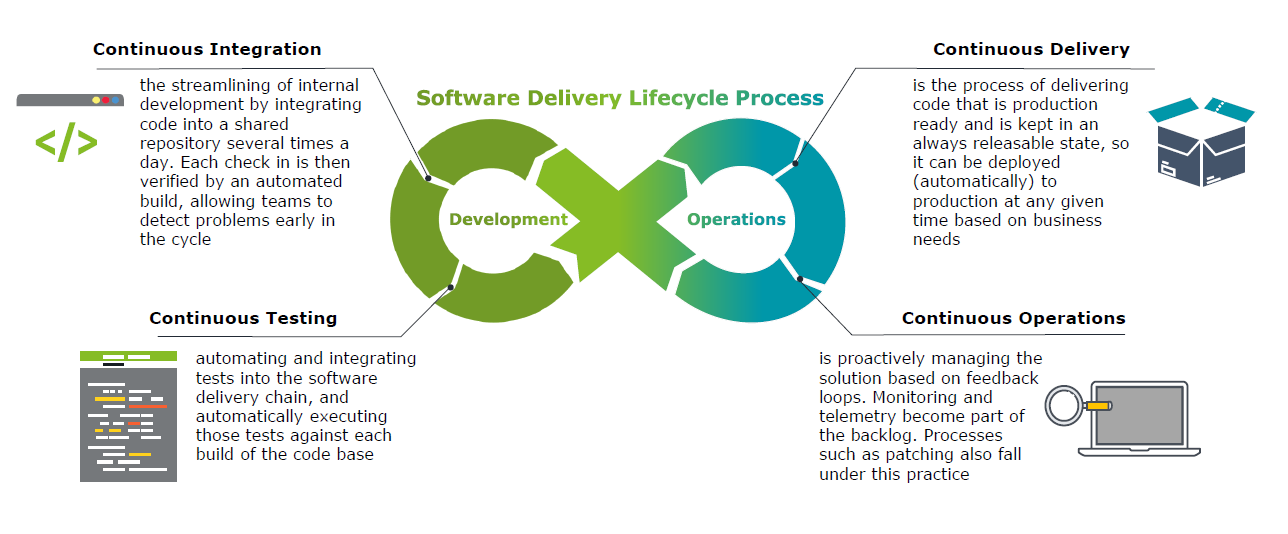 Continuous Integration
the streamlining of internal
development by integrating
code into a shared
repository several times a
day. Each check in is then
verified by an automated
build, allowing teams to
detect problems early in
the cycle
</>
Software Delivery Lifecycle Process
Development
Operations
Continuous Delivery
is the process of delivering
code that is production
ready and is kept in an
always releasable state, so
it can be deployed
(automatically) to
production at any given
time based on business
needs
Continuous Testing
automating and integrating
tests into the software
delivery chain, and
automatically executing
those tests against each
build of the code base
Continuous Operations
is proactively managing the
solution based on feedback
loops. Monitoring and
telemetry become part of
the backlog. Processes
such as patching also fall
under this practice